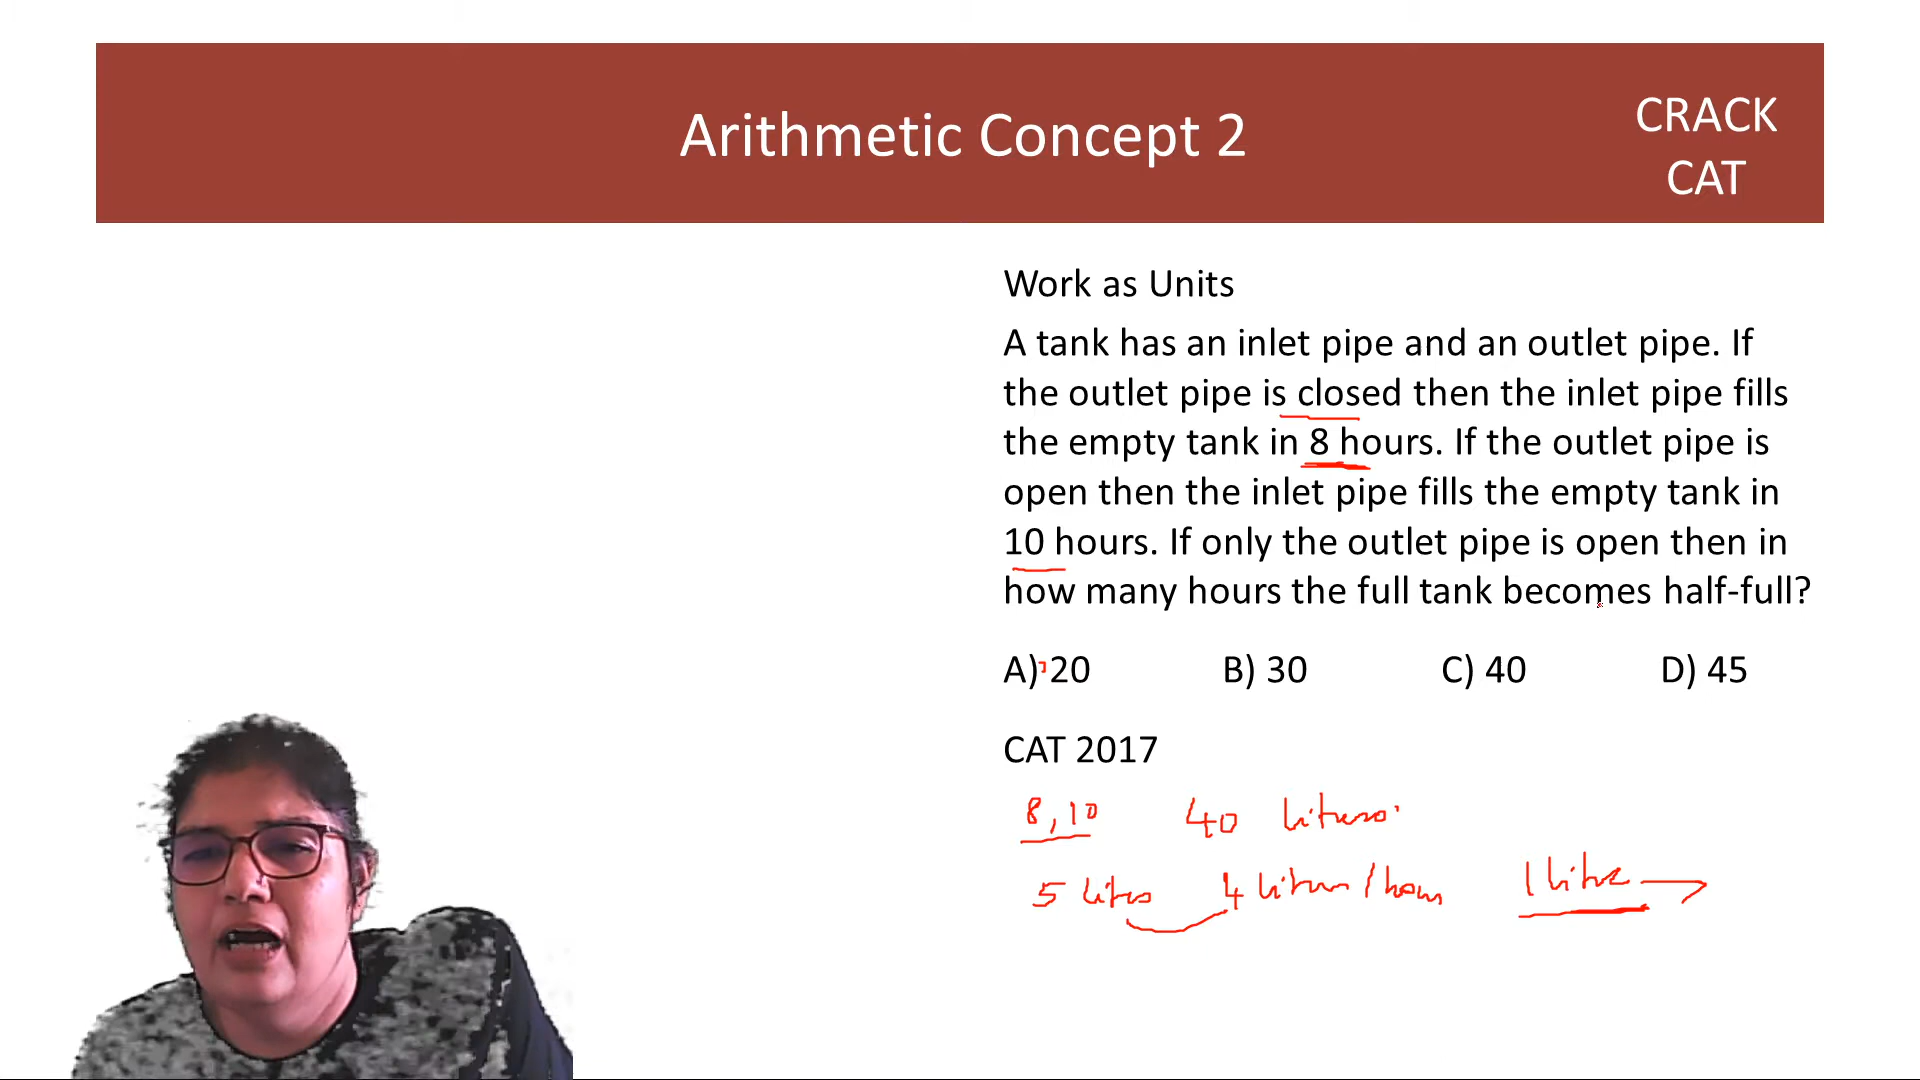 Arithmetic Concept 2
CRACK
CAT
Work as Units
A tank has an inlet pipe and an outlet pipe. If
the outlet pipe is closed then the inlet pipe fills
the empty tank in 8 hours. If the outlet pipe is
open then the inlet pipe fills the empty tank in
10 hours. If only the outlet pipe is open then in
how many hours the full tank becomes half-full?
A) 20 B) 30 C) 40 D) 45
CAT 2017
8, 10 40
5 4
1 litre